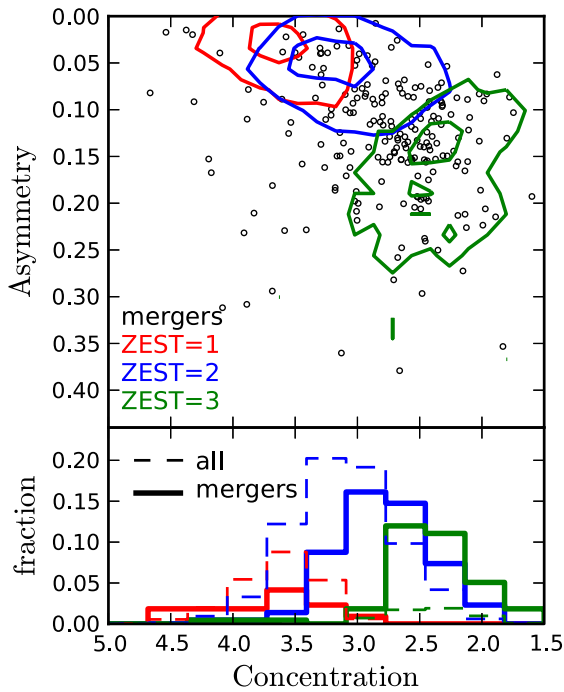 0.00
0.05
0.10
0.15
0.20
0.25
0.30
0.35
0.40
Asymmetry
mergers
ZEST=1
ZEST=2
ZEST=3
0.20
0.15
0.10
0.05
0.00
fraction
all
mergers
5.0 4.5 4.0 3.5 3.0 2.5 2.0 1.5
Concentration